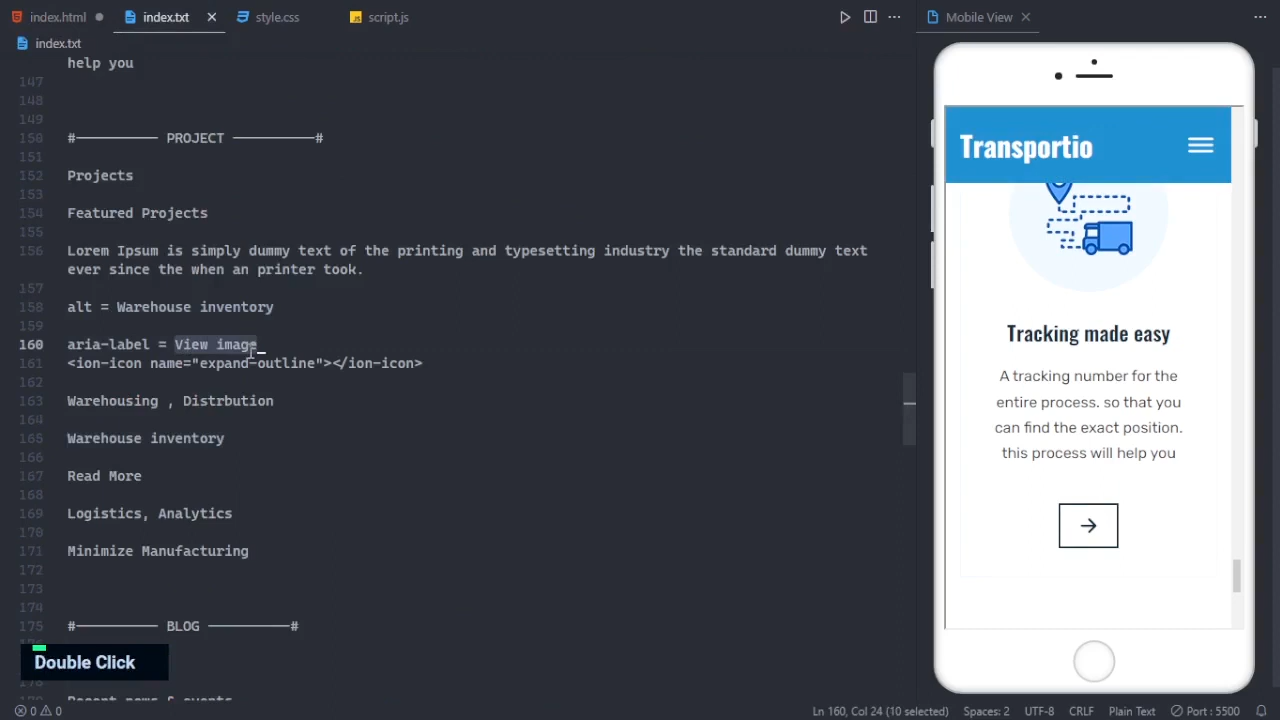 index.html
index.txt
style.css
script.js
Mobile View
index.txt
help you
147
148
149
150 #────────── PROJECT ──────────#
151
152 Projects
153
154 Featured Projects
155
156 Lorem Ipsum is simply dummy text of the printing and typesetting industry the standard dummy text
ever since the when an printer took.
157
158 alt = Warehouse inventory
159
160 aria-label = View image
161 <ion-icon name="expand-outline"></ion-icon>
162
163 Warehousing , Distrbution
164
165 Warehouse inventory
166
167 Read More
168
169 Logistics, Analytics
170
171 Minimize Manufacturing
172
173
174
175 #────────── BLOG ──────────#
Double Click
Transportio
Tracking made easy
A tracking number for the
entire process. so that you
can find the exact position.
this process will help you
0 0
Ln 160, Col 24 (10 selected)
Spaces: 2
UTF-8
CRLF
Plain Text
Port : 5500